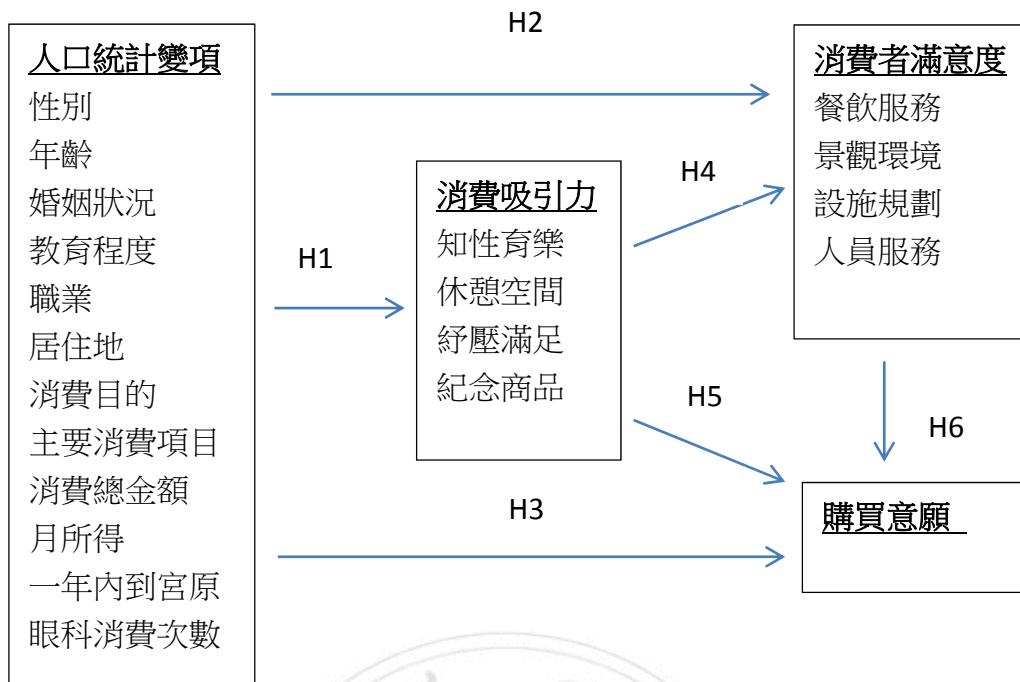 人口統計變項
性別
年齡
婚姻狀況
教育程度
職業
居住地
消費目的
主要消費項目
消費總金額
月所得
一年內到宮原
眼科消費次數
H2
H1
消費吸引力
知性育樂
休憩空間
紓壓滿足
紀念商品
H4
H5
H3
消費者滿意度
餐飲服務
景觀環境
設施規劃
人員服務
H6
購買意願